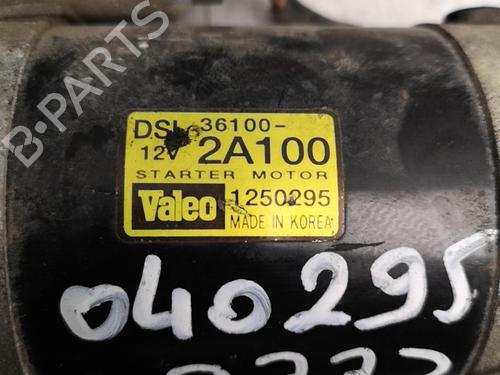 B-PARTS
DSL 36100-
12V 2A100
STARTER MOTOR
Valeo 1250295
MADE IN KOREA
040295